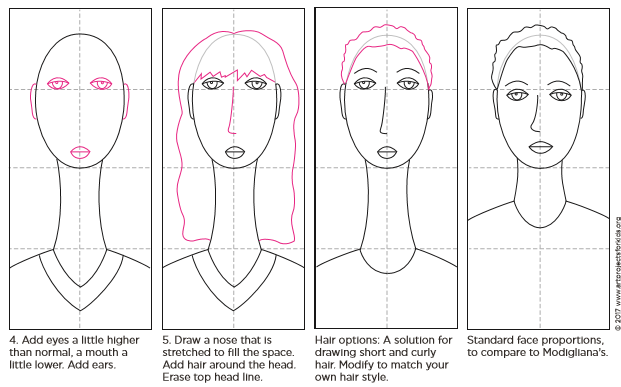 4. Add eyes a little higher
than normal, a mouth a
little lower. Add ears.
5. Draw a nose that is
stretched to fill the space.
Add hair around the head.
Erase top head line.
Hair options: A solution for
drawing short and curly
hair. Modify to match your
own hair style.
Standard face proportions,
to compare to Modigliana's.
© 2017 www.artprojectsforkids.org